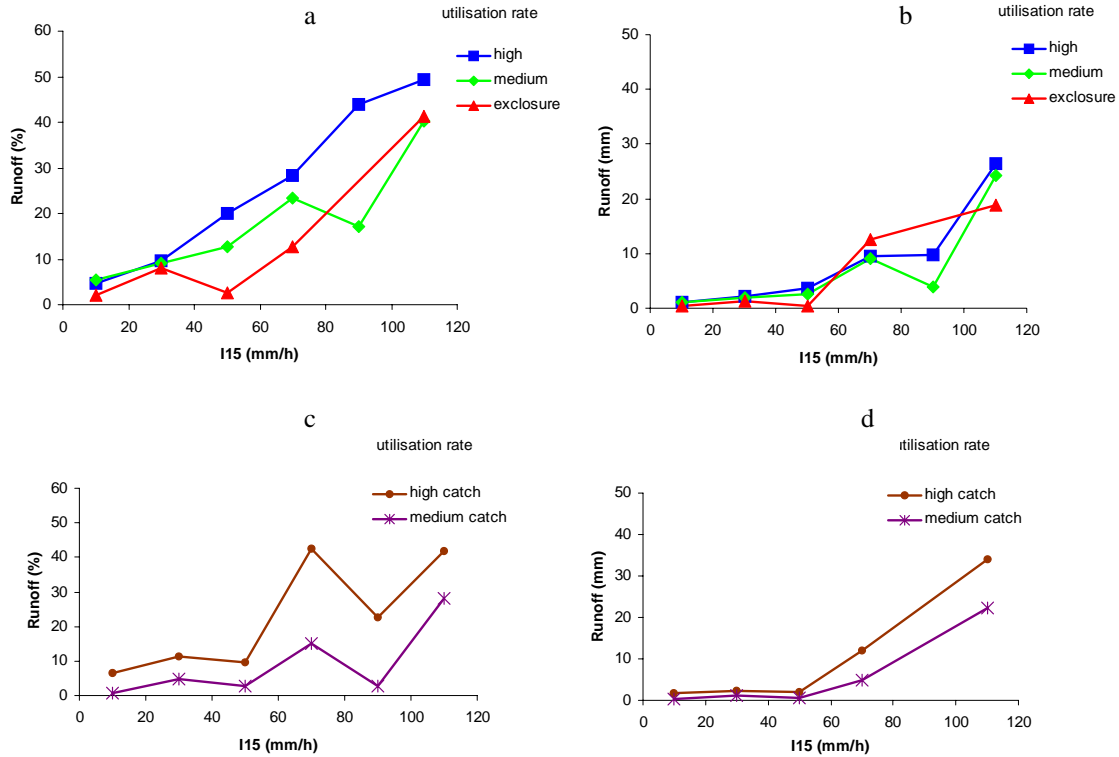 a
utilisation rate
high
medium
exclosure
Runoff (%)
60
50
40
30
20
10
0
0 20 40 60 80 100 120
I15 (mm/h)
b
utilisation rate
high
medium
exclosure
Runoff (mm)
50
40
30
20
10
0
0 20 40 60 80 100 120
I15 (mm/h)
c
utilisation rate
high catch
medium catch
Runoff (%)
60
50
40
30
20
10
0
0 20 40 60 80 100 120
I15 (mm/h)
d
utilisation rate
high catch
medium catch
Runoff (mm)
50
40
30
20
10
0
0 20 40 60 80 100 120
I15 (mm/h)